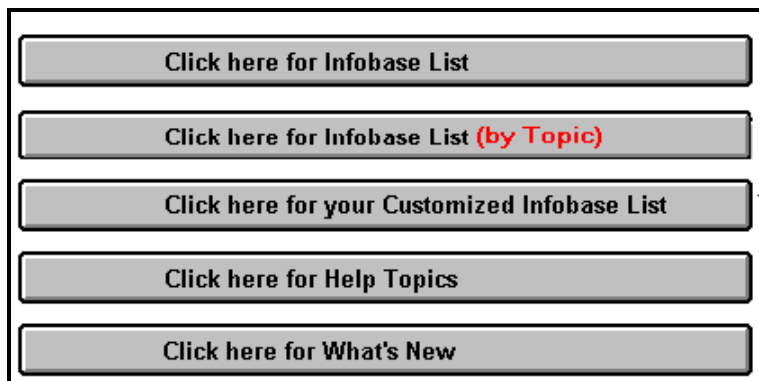 Click here for Infobase List
Click here for Infobase List (by Topic)
Click here for your Customized Infobase List
Click here for Help Topics
Click here for What's New